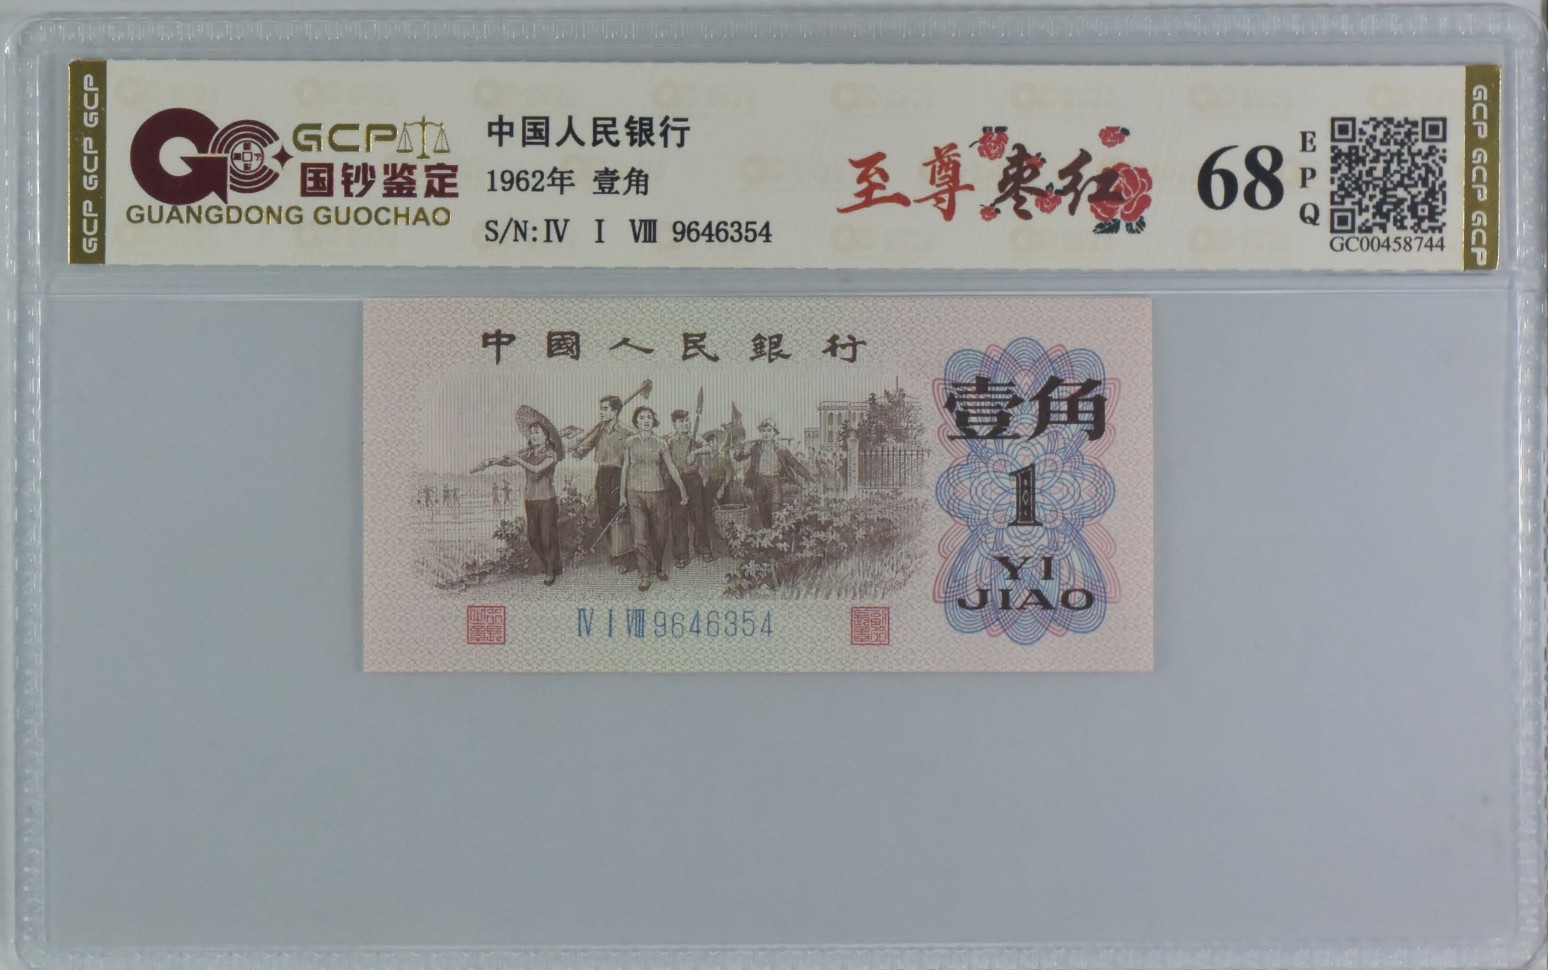 GCP GCP GCP
GCP
国钞鉴定
GUANGDONG GUOCHAO
中国人民银行
1962年 壹角
S/N:Ⅳ Ⅰ Ⅷ 9646354
至尊枣红
68
EPQ
GC00458744
GCP GCP GCP
中國人民銀行
壹角
1
YI
JIAO
Ⅳ Ⅰ Ⅷ 9646354